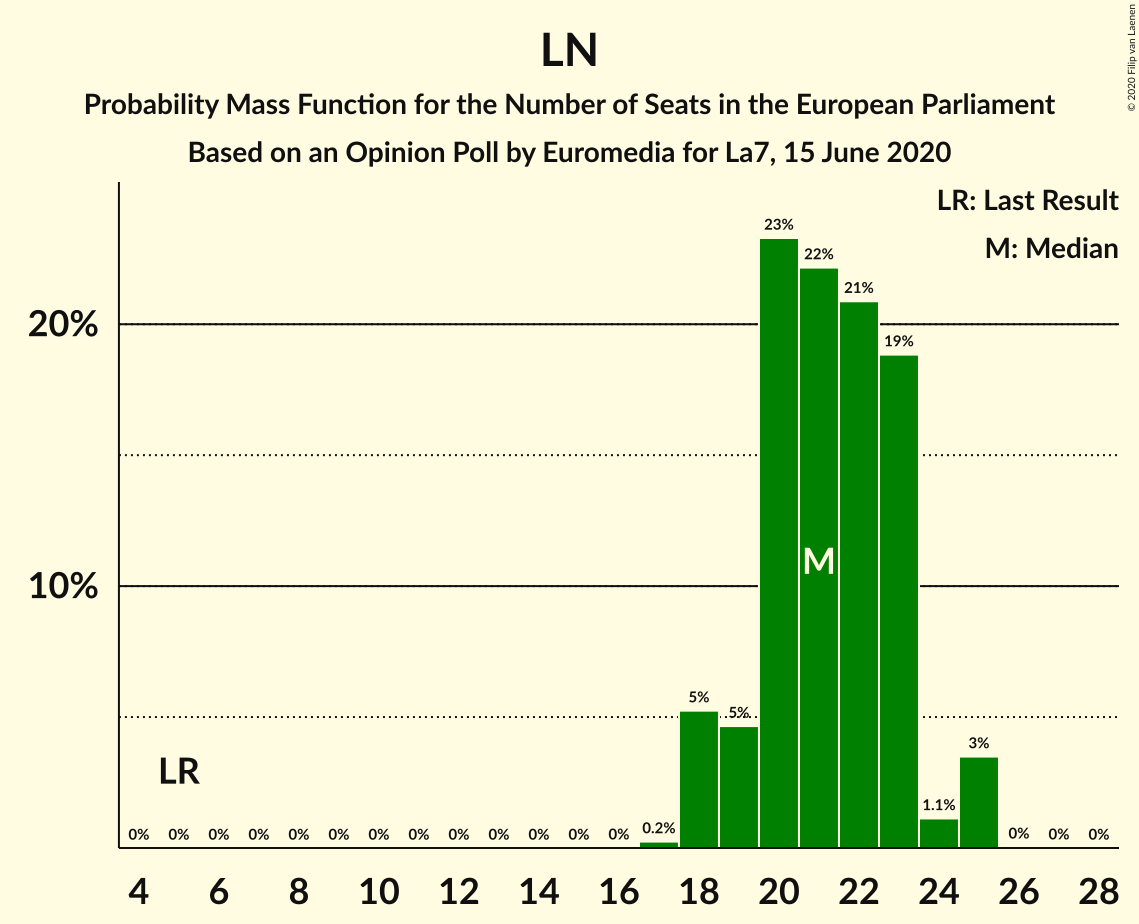 LN
Probability Mass Function for the Number of Seats in the European Parliament
Based on an Opinion Poll by Euromedia for La7, 15 June 2020
© 2020 Filip van Laenen
LR: Last Result
M: Median
23%
22%
21%
20%
19%
M
10%
5%
5%
3%
LR
1.1%
0% 0% 0% 0% 0% 0% 0% 0% 0% 0% 0% 0% 0% 0.2% 0% 0% 0%
4 6 8 10 12 14 16 18 20 22 24 26 28